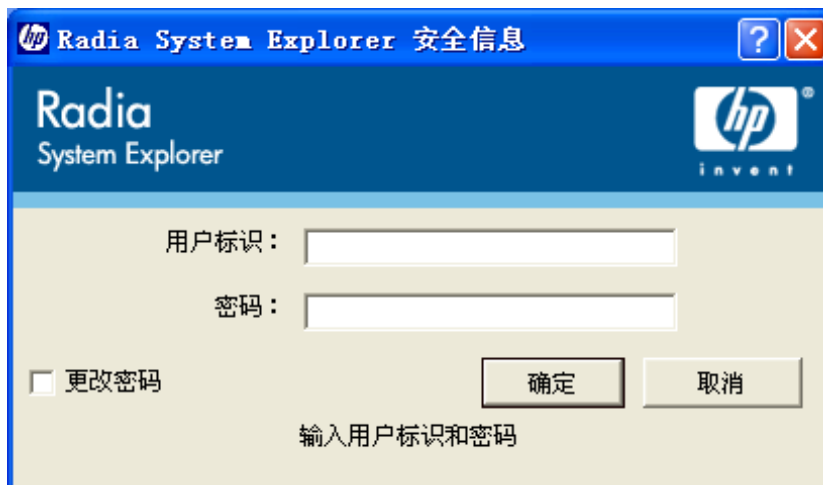 Radia System Explorer 安全信息
Radia
System Explorer
hp
®
invent
用户标识：
密码：
更改密码
确定
取消
输入用户标识和密码